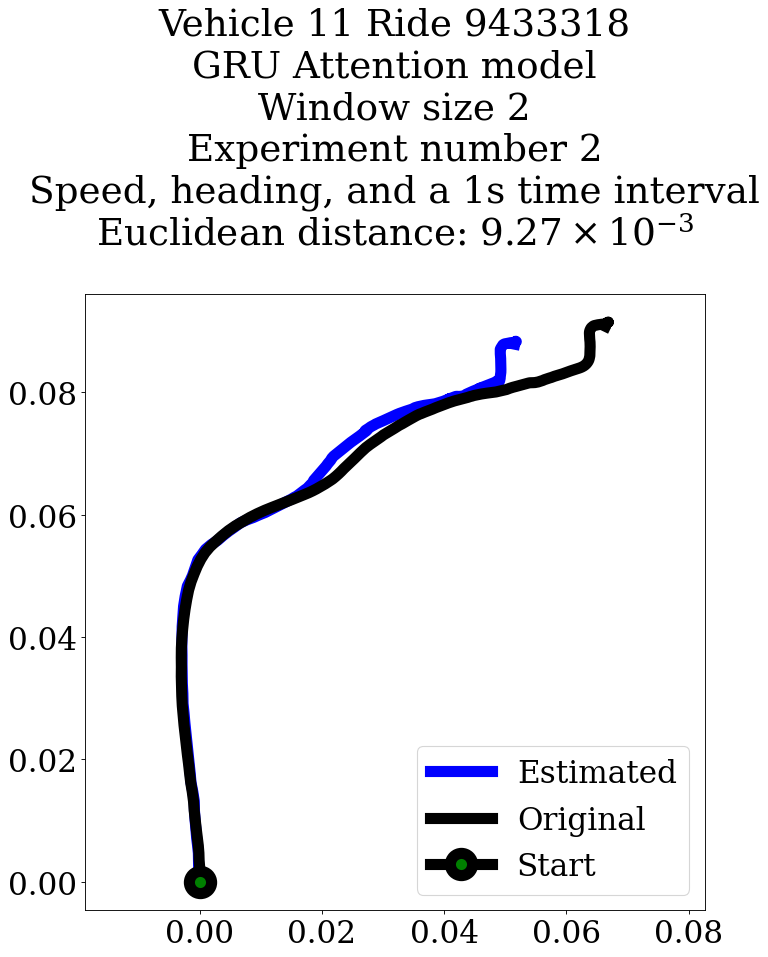 Vehicle 11 Ride 9433318
GRU Attention model
Window size 2
Experiment number 2
Speed, heading, and a 1s time interval
Euclidean distance: 9.27 × 10⁻³
0.08
0.06
0.04
0.02
0.00
Estimated
Original
Start
0.00 0.02 0.04 0.06 0.08